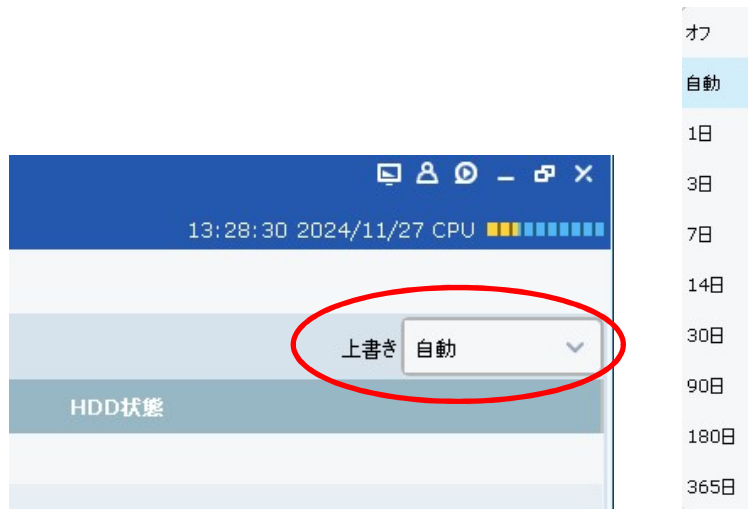 13:28:30 2024/11/27 CPU
上書き 自動
HDD状態
オフ
自動
1日
3日
7日
14日
30日
90日
180日
365日